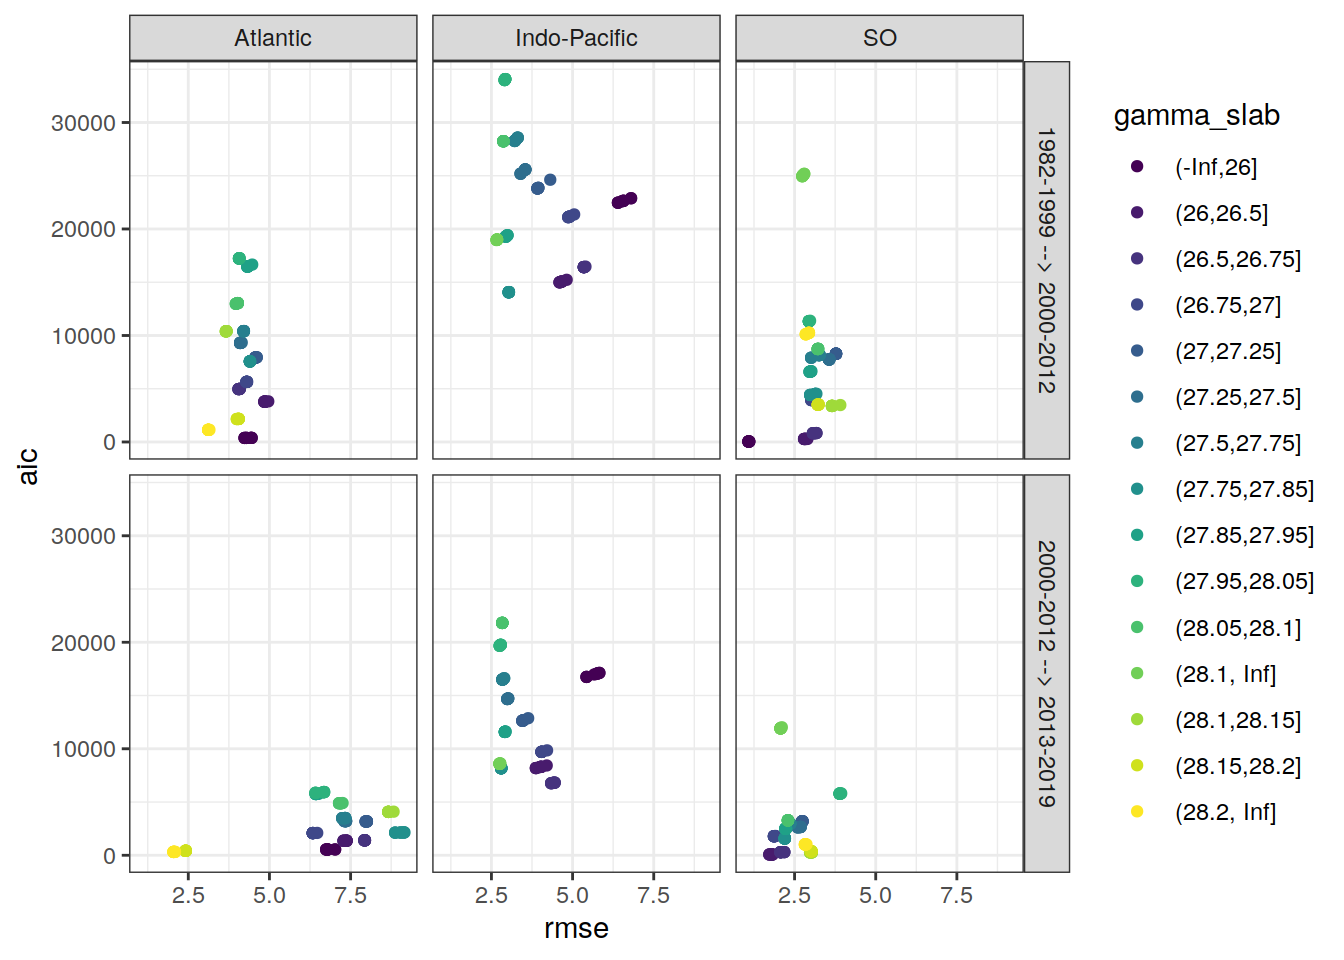 Atlantic
Indo-Pacific
SO
30000
20000
10000
0
1982-1999 --> 2000-2012
30000
20000
10000
0
2000-2012 --> 2013-2019
aic
2.5 5.0 7.5
2.5 5.0 7.5
2.5 5.0 7.5
rmse
gamma_slab
(-Inf,26]
(26,26.5]
(26.5,26.75]
(26.75,27]
(27,27.25]
(27.25,27.5]
(27.5,27.75]
(27.75,27.85]
(27.85,27.95]
(27.95,28.05]
(28.05,28.1]
(28.1, Inf]
(28.1,28.15]
(28.15,28.2]
(28.2, Inf]